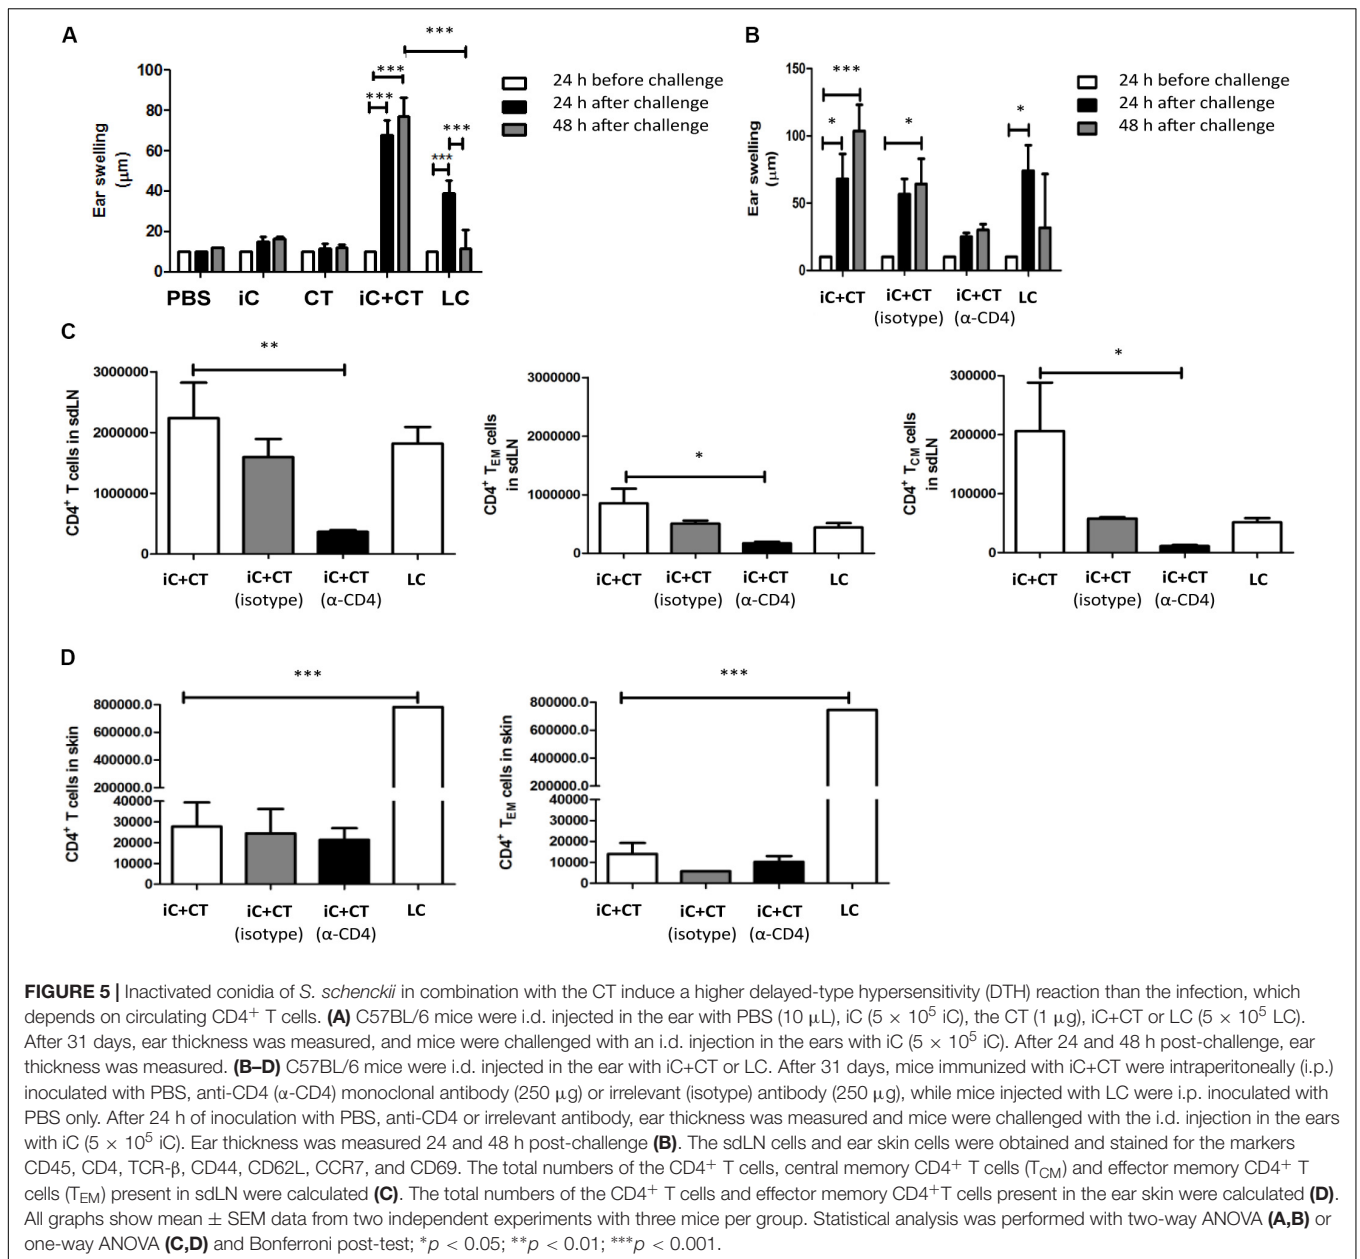 A
***
100
80
60
40
20
0
Ear swelling
(μm)
***
***
***
***
PBS iC CT iC+CT LC
24 h before challenge
24 h after challenge
48 h after challenge
B
150
100
50
0
Ear swelling
(μm)
***
*
*
*
iC+CT iC+CT iC+CT LC
(isotype) (α-CD4)
24 h before challenge
24 h after challenge
48 h after challenge
C
**
3000000
2000000
1000000
0
CD4+ T cells in sdLN
iC+CT iC+CT iC+CT LC
(isotype) (α-CD4)
3000000
2000000
1000000
0
CD4+ TEM cells
in sdLN
*
iC+CT iC+CT iC+CT LC
(isotype) (α-CD4)
*
300000
200000
100000
0
CD4+ TCM cells
in sdLN
iC+CT iC+CT iC+CT LC
(isotype) (α-CD4)
D
***
800000.0
600000.0
400000.0
200000.0
40000
30000
20000
10000
0
CD4+ T cells in skin
iC+CT iC+CT iC+CT LC
(isotype) (α-CD4)
***
800000.0
600000.0
400000.0
200000.0
40000
30000
20000
10000
0
CD4+ TEM cells in skin
iC+CT iC+CT iC+CT LC
(isotype) (α-CD4)
FIGURE 5 | Inactivated conidia of S. schenckii in combination with the CT induce a higher delayed-type hypersensitivity (DTH) reaction than the infection, which
depends on circulating CD4+ T cells. (A) C57BL/6 mice were i.d. injected in the ear with PBS (10 μL), iC (5 × 10⁵ iC), the CT (1 μg), iC+CT or LC (5 × 10⁵ LC).
After 31 days, ear thickness was measured, and mice were challenged with an i.d. injection in the ears with iC (5 × 10⁵ iC). After 24 and 48 h post-challenge, ear
thickness was measured. (B–D) C57BL/6 mice were i.d. injected in the ear with iC+CT or LC. After 31 days, mice immunized with iC+CT were intraperitoneally (i.p.)
inoculated with PBS, anti-CD4 (α-CD4) monoclonal antibody (250 μg) or irrelevant (isotype) antibody (250 μg), while mice injected with LC were i.p. inoculated with
PBS only. After 24 h of inoculation with PBS, anti-CD4 or irrelevant antibody, ear thickness was measured and mice were challenged with the i.d. injection in the ears
with iC (5 × 10⁵ iC). Ear thickness was measured 24 and 48 h post-challenge (B). The sdLN cells and ear skin cells were obtained and stained for the markers
CD45, CD4, TCR-β, CD44, CD62L, CCR7, and CD69. The total numbers of the CD4+ T cells, central memory CD4+ T cells (TCM) and effector memory CD4+ T
cells (TEM) present in sdLN were calculated (C). The total numbers of the CD4+ T cells and effector memory CD4+T cells present in the ear skin were calculated (D).
All graphs show mean ± SEM data from two independent experiments with three mice per group. Statistical analysis was performed with two-way ANOVA (A,B) or
one-way ANOVA (C,D) and Bonferroni post-test; *p < 0.05; **p < 0.01; ***p < 0.001.